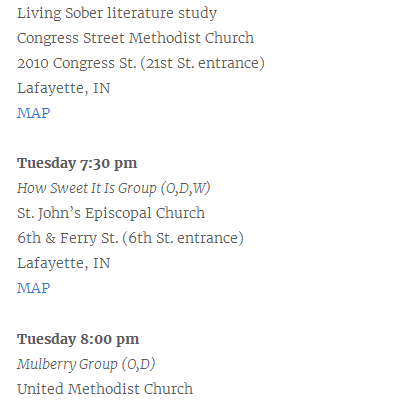 Living Sober literature study
Congress Street Methodist Church
2010 Congress St. (21st St. entrance)
Lafayette, IN
MAP
Tuesday 7:30 pm
How Sweet It Is Group (O,D,W)
St. John’s Episcopal Church
6th & Ferry St. (6th St. entrance)
Lafayette, IN
MAP
Tuesday 8:00 pm
Mulberry Group (O,D)
United Methodist Church